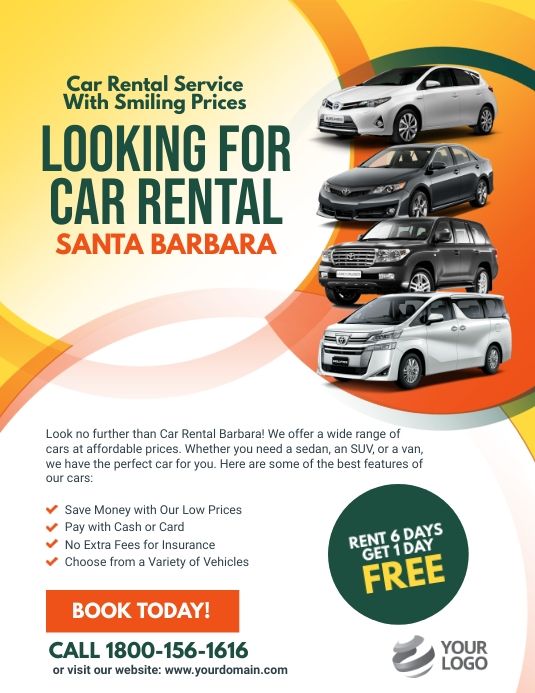 Car Rental Service
With Smiling Prices
LOOKING FOR
CAR RENTAL
SANTA BARBARA
Look no further than Car Rental Barbara! We offer a wide range of
cars at affordable prices. Whether you need a sedan, an SUV, or a van,
we have the perfect car for you. Here are some of the best features of
our cars:
Save Money with Our Low Prices
Pay with Cash or Card
No Extra Fees for Insurance
Choose from a Variety of Vehicles
RENT 6 DAYS
GET 1 DAY
FREE
BOOK TODAY!
CALL 1800-156-1616
or visit our website: www.yourdomain.com
YOUR
LOGO